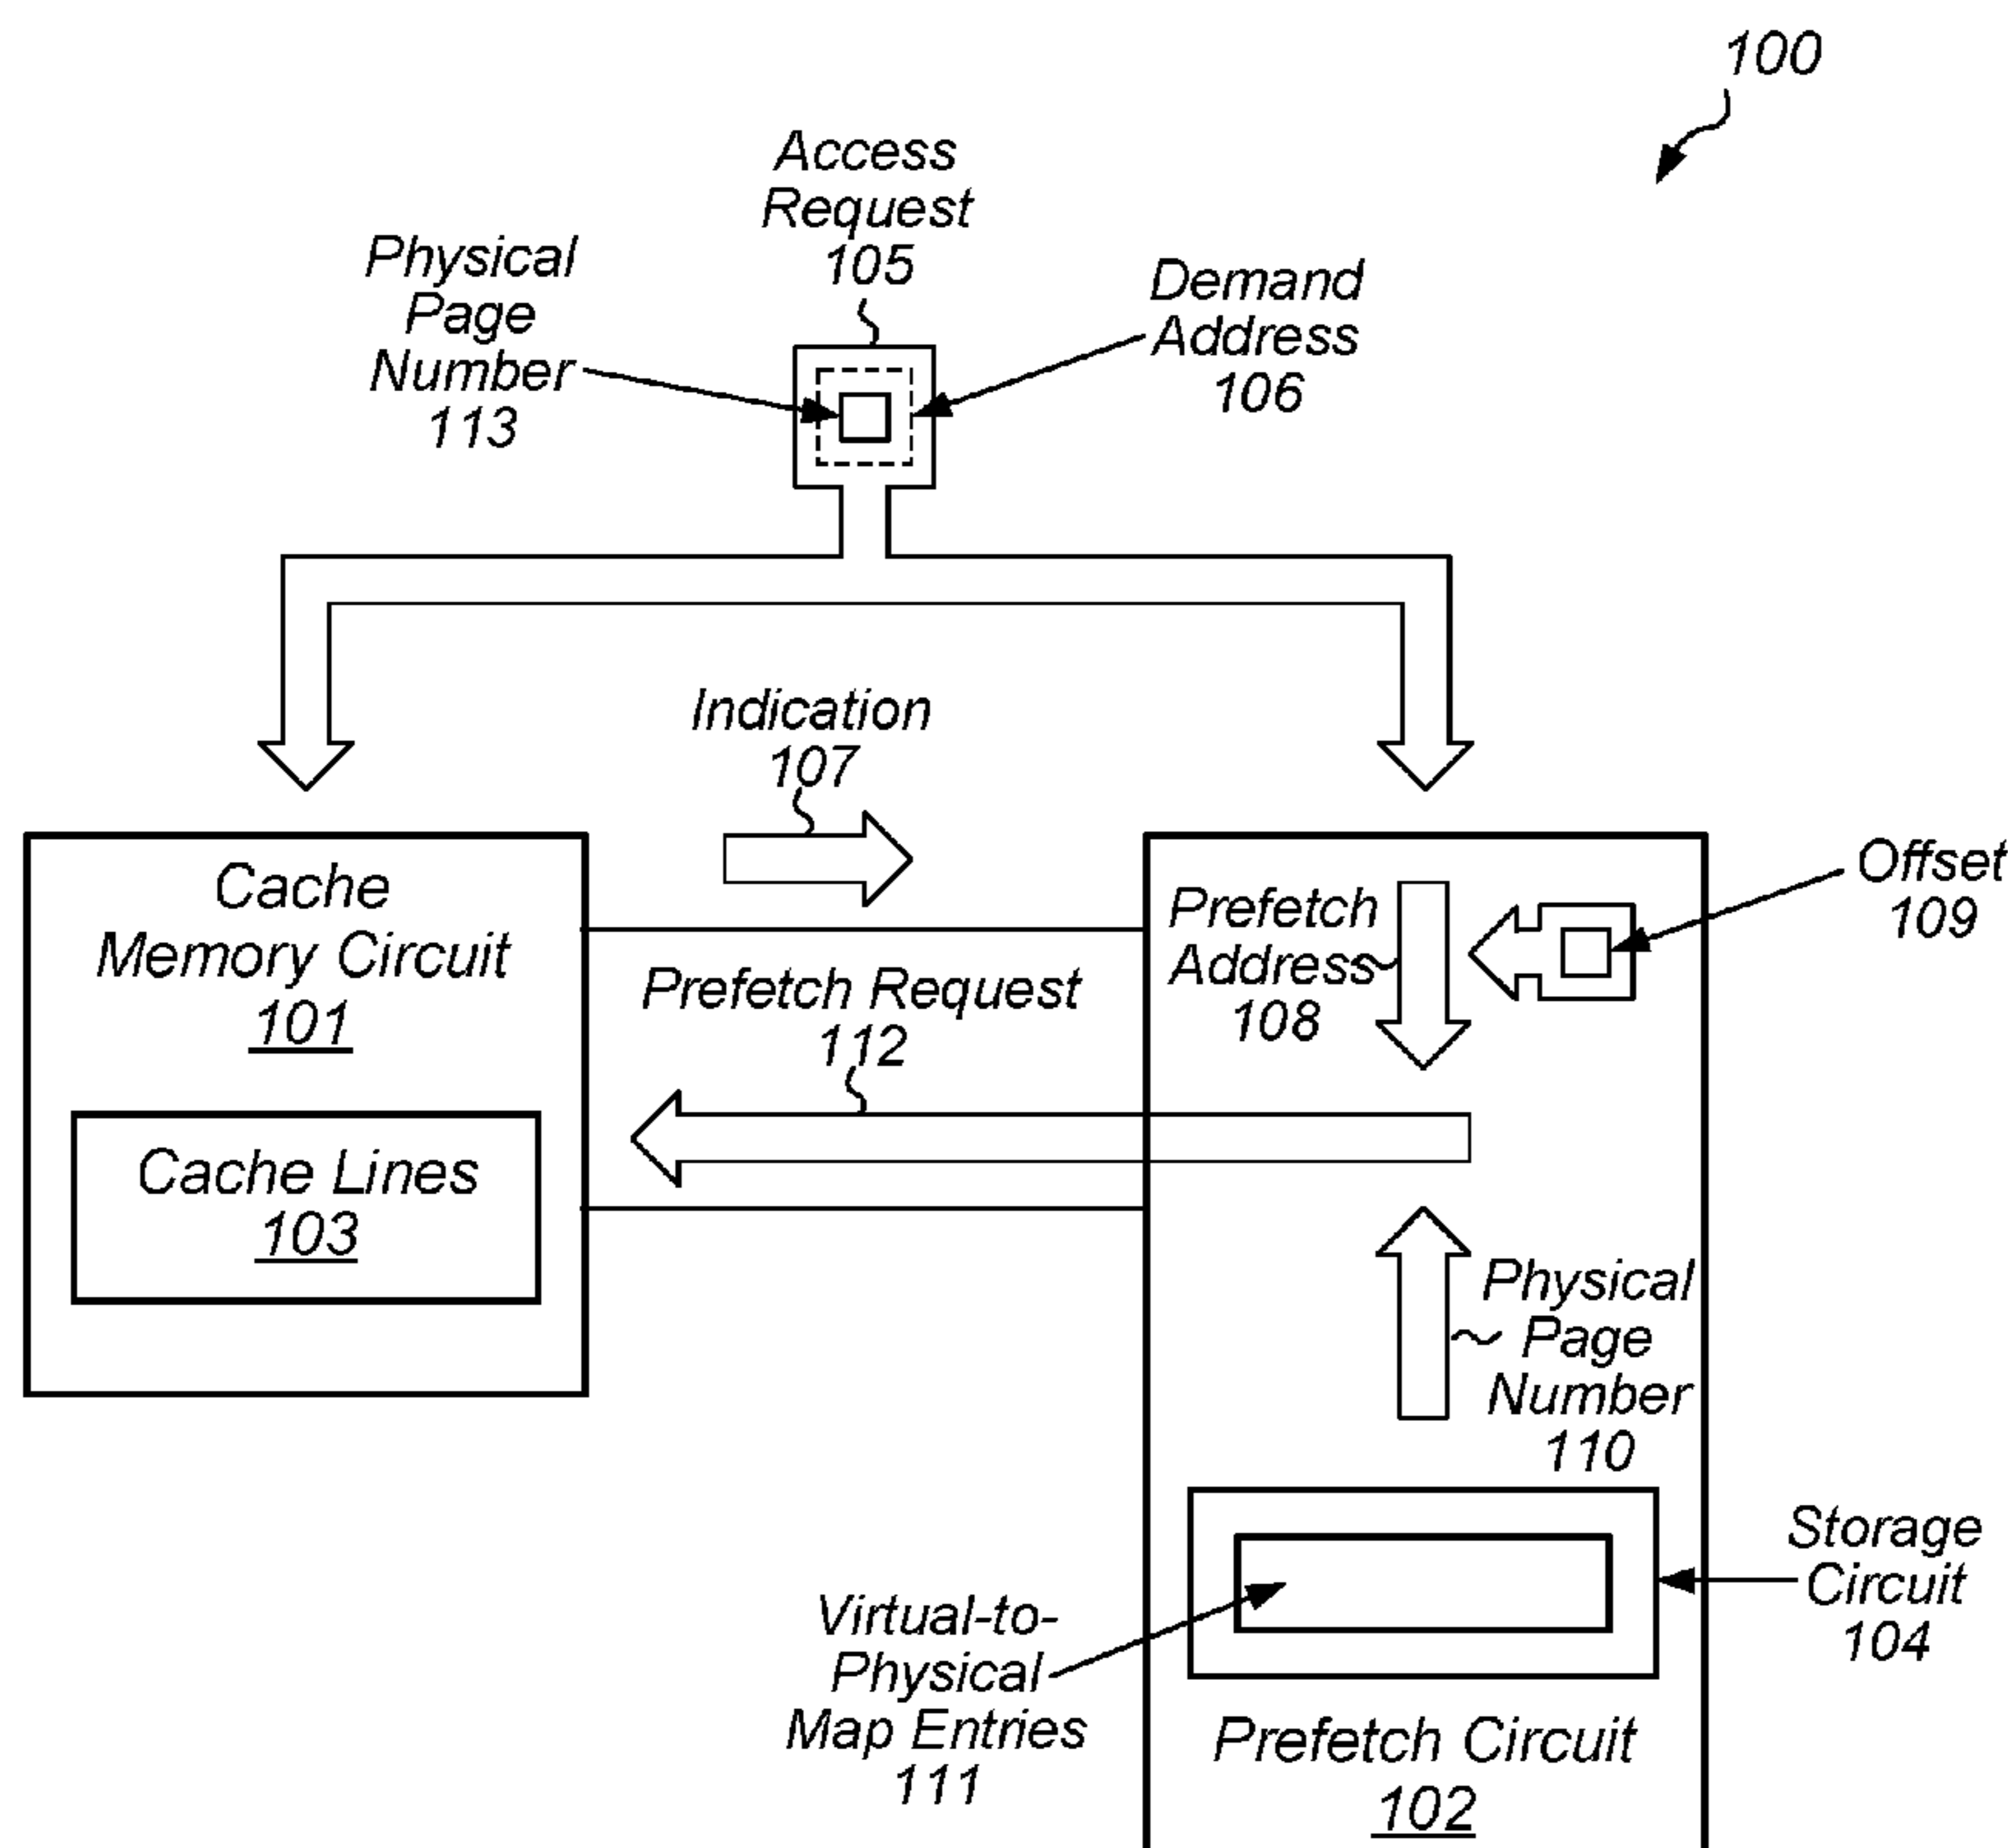 100
Access
Request
105
Physical
Page
Number
113
Demand
Address
106
Indication
107
Cache
Memory Circuit
101
Prefetch Request
112
Prefetch
Address
108
Offset
109
Cache Lines
103
Physical
Page
Number
110
Storage
Circuit
104
Virtual-to-
Physical
Map Entries
111
Prefetch Circuit
102